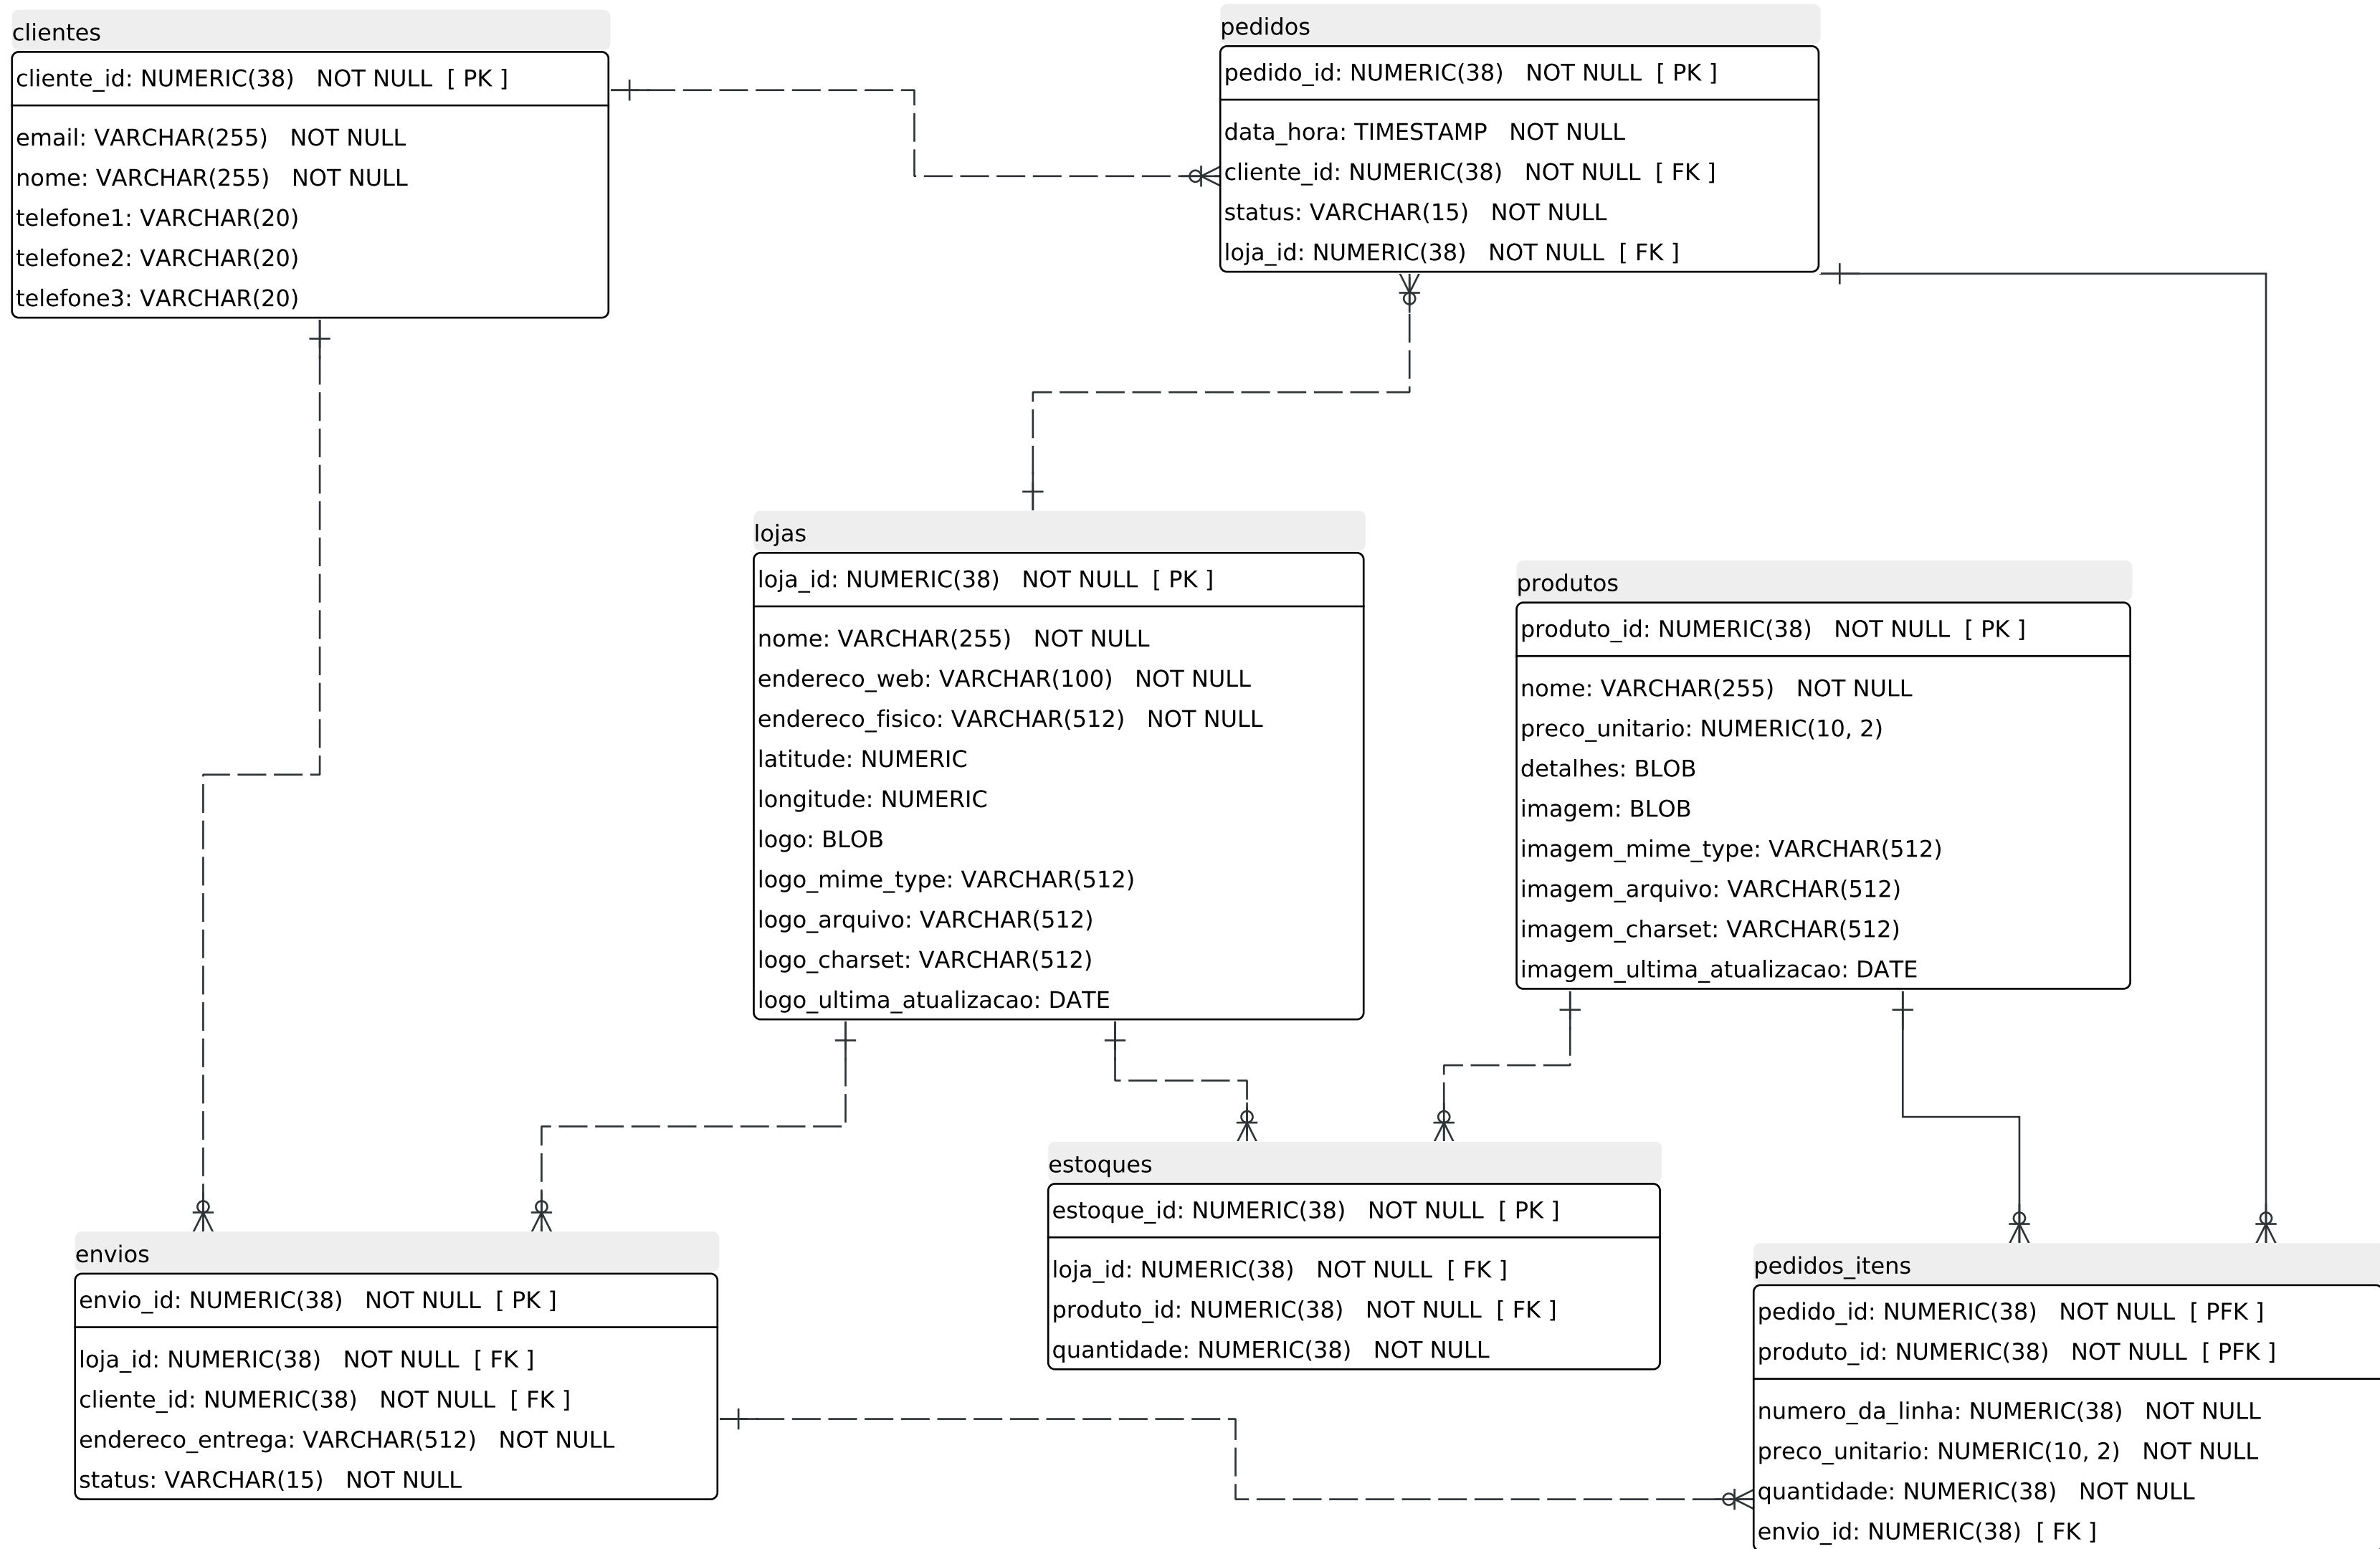 clientes
cliente_id: NUMERIC(38)   NOT NULL  [ PK ]
email: VARCHAR(255)   NOT NULL
nome: VARCHAR(255)   NOT NULL
telefone1: VARCHAR(20)
telefone2: VARCHAR(20)
telefone3: VARCHAR(20)
pedidos
pedido_id: NUMERIC(38)   NOT NULL  [ PK ]
data_hora: TIMESTAMP   NOT NULL
cliente_id: NUMERIC(38)   NOT NULL  [ FK ]
status: VARCHAR(15)   NOT NULL
loja_id: NUMERIC(38)   NOT NULL  [ FK ]
lojas
loja_id: NUMERIC(38)   NOT NULL  [ PK ]
nome: VARCHAR(255)   NOT NULL
endereco_web: VARCHAR(100)   NOT NULL
endereco_fisico: VARCHAR(512)   NOT NULL
latitude: NUMERIC
longitude: NUMERIC
logo: BLOB
logo_mime_type: VARCHAR(512)
logo_arquivo: VARCHAR(512)
logo_charset: VARCHAR(512)
logo_ultima_atualizacao: DATE
produtos
produto_id: NUMERIC(38)   NOT NULL  [ PK ]
nome: VARCHAR(255)   NOT NULL
preco_unitario: NUMERIC(10, 2)
detalhes: BLOB
imagem: BLOB
imagem_mime_type: VARCHAR(512)
imagem_arquivo: VARCHAR(512)
imagem_charset: VARCHAR(512)
imagem_ultima_atualizacao: DATE
envios
envio_id: NUMERIC(38)   NOT NULL  [ PK ]
loja_id: NUMERIC(38)   NOT NULL  [ FK ]
cliente_id: NUMERIC(38)   NOT NULL  [ FK ]
endereco_entrega: VARCHAR(512)   NOT NULL
status: VARCHAR(15)   NOT NULL
estoques
estoque_id: NUMERIC(38)   NOT NULL  [ PK ]
loja_id: NUMERIC(38)   NOT NULL  [ FK ]
produto_id: NUMERIC(38)   NOT NULL  [ FK ]
quantidade: NUMERIC(38)   NOT NULL
pedidos_itens
pedido_id: NUMERIC(38)   NOT NULL  [ PFK ]
produto_id: NUMERIC(38)   NOT NULL  [ PFK ]
numero_da_linha: NUMERIC(38)   NOT NULL
preco_unitario: NUMERIC(10, 2)   NOT NULL
quantidade: NUMERIC(38)   NOT NULL
envio_id: NUMERIC(38)  [ FK ]